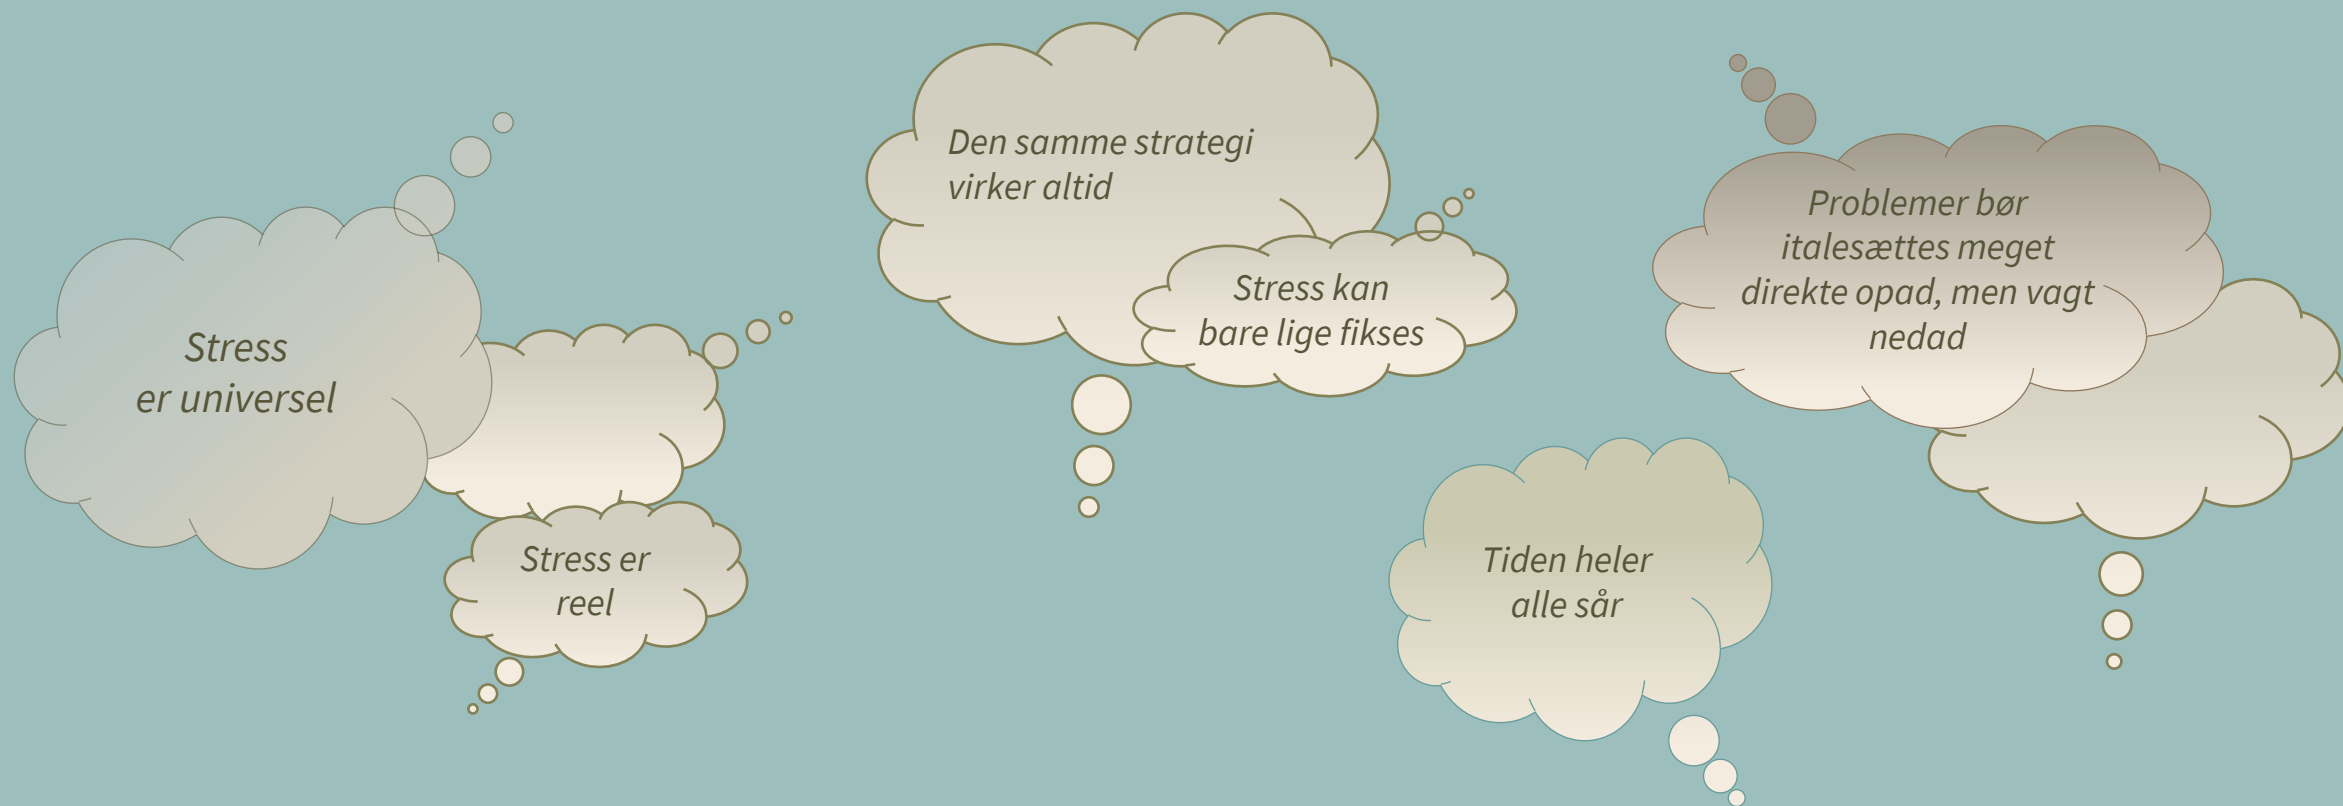 Stress
er universel
Stress er
reel
Den samme strategi
virker altid
Stress kan
bare lige fikses
Problemer bør
italesættes meget
direkte opad, men vagt
nedad
Tiden heler
alle sår